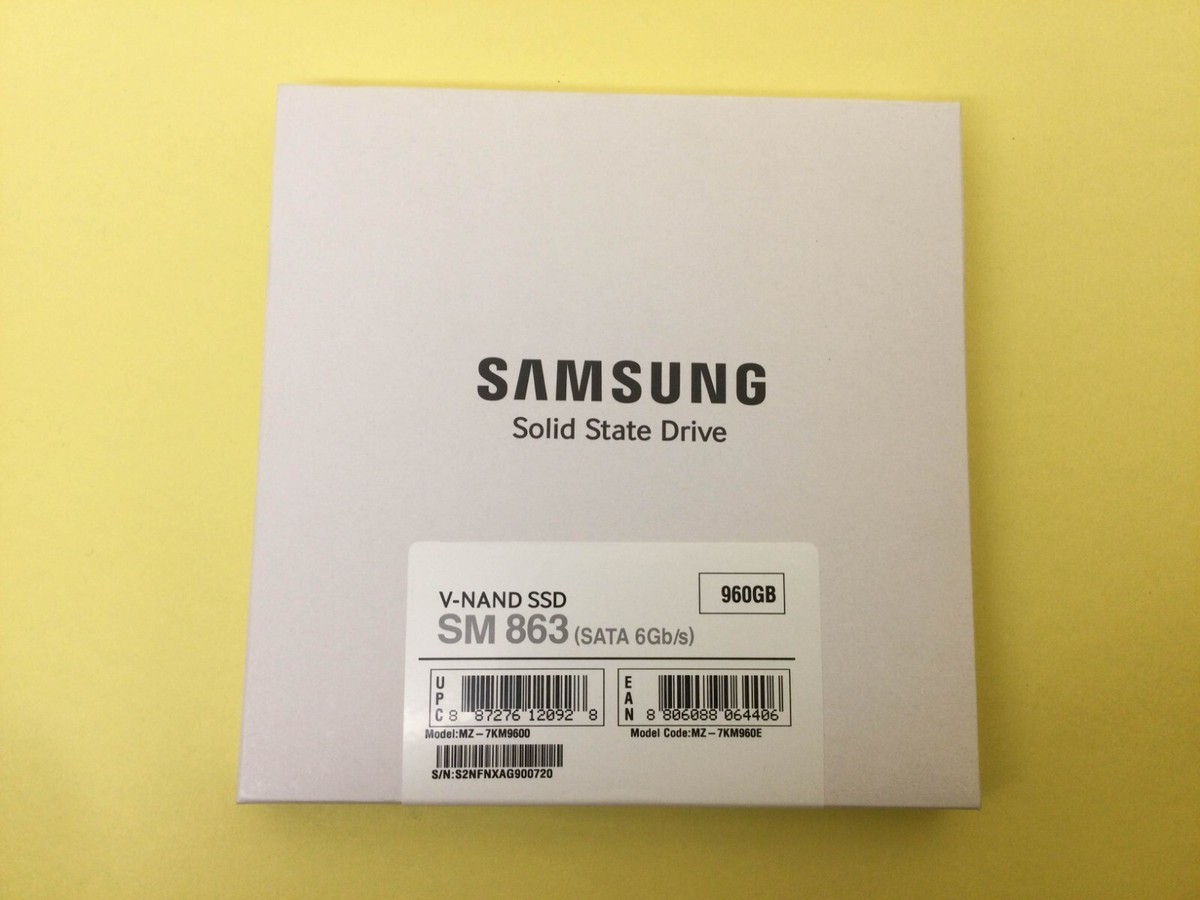 SAMSUNG
Solid State Drive
V-NAND SSD
960GB
SM 863 (SATA 6Gb/s)
UPC
8 87276 12092 8
EAN
8 806088 064406
Model:MZ-7KM9600
Model Code:MZ-7KM960E
S/N:S2NFNXAG900720